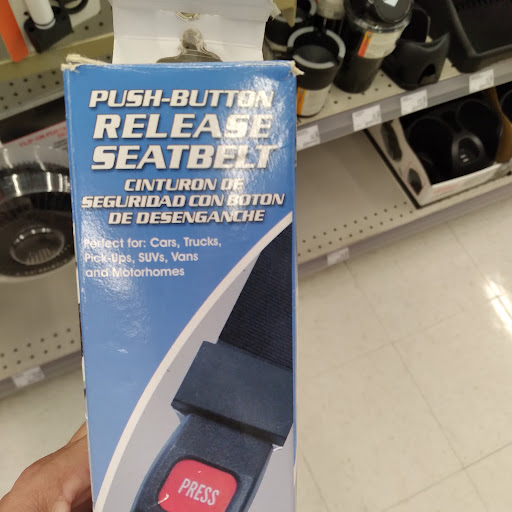 PUSH-BUTTON
RELEASE
SEATBELT
CINTURON DE
SEGURIDAD CON BOTON
DE DESENGANCHE
Perfect for: Cars, Trucks,
Pick-Ups, SUVs, Vans
and Motorhomes
PRESS